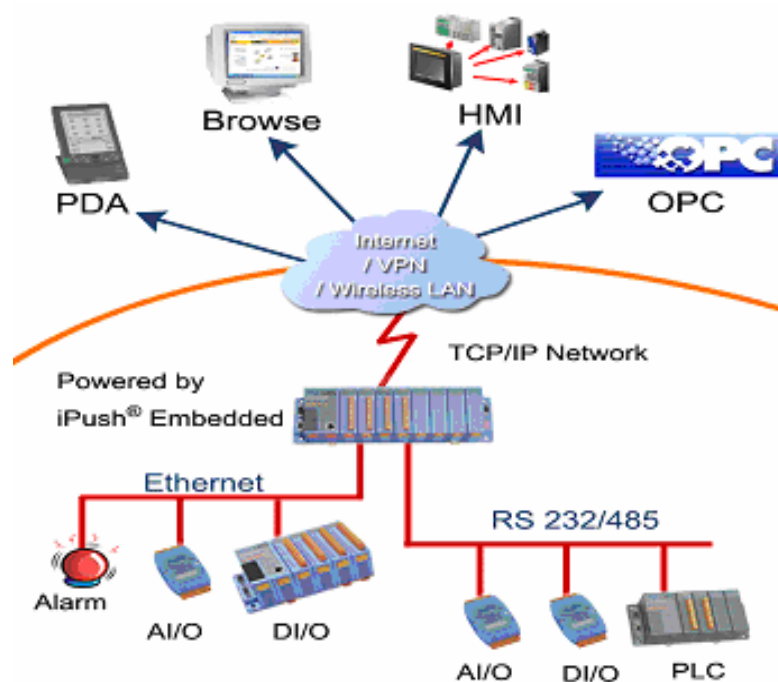 HMI
Browse
OPC
PDA
OPC
Internet
/ VPN
/ Wireless LAN
TCP/IP Network
Powered by
iPush® Embedded
Ethernet
RS 232/485
Alarm
AI/O
DI/O
AI/O
DI/O
PLC